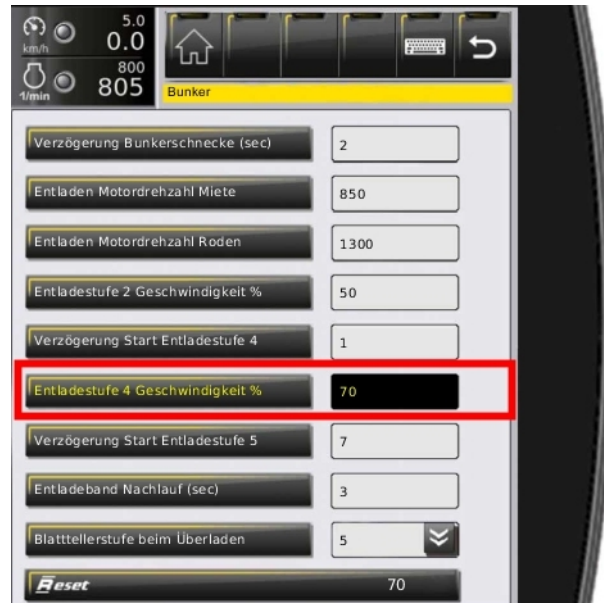 5.0
km/h 0.0
800
1/min 805
Bunker
Verzögerung Bunkerschnecke (sec) 2
Entladen Motordrehzahl Miete 850
Entladen Motordrehzahl Roden 1300
Entladestufe 2 Geschwindigkeit % 50
Verzögerung Start Entladestufe 4 1
Entladestufe 4 Geschwindigkeit % 70
Verzögerung Start Entladestufe 5 7
Entladeband Nachlauf (sec) 3
Blatttellerstufe beim Überladen 5
Reset 70